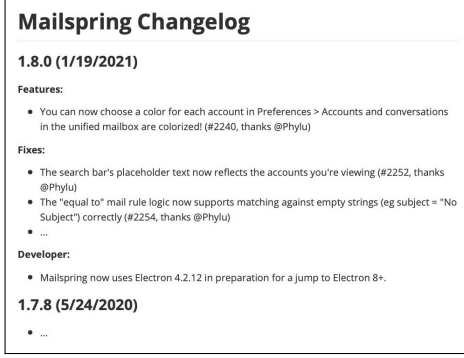 Mailspring Changelog
1.8.0 (1/19/2021)
Features:
• You can now choose a color for each account in Preferences > Accounts and conversations
in the unified mailbox are colorized! (#2240, thanks @Phylu)
Fixes:
• The search bar's placeholder text now reflects the accounts you're viewing (#2252, thanks
@Phylu)
• The "equal to" mail rule logic now supports matching against empty strings (eg subject = "No
Subject") correctly (#2254, thanks @Phylu)
• ...
Developer:
• Mailspring now uses Electron 4.2.12 in preparation for a jump to Electron 8+.
1.7.8 (5/24/2020)
• ...